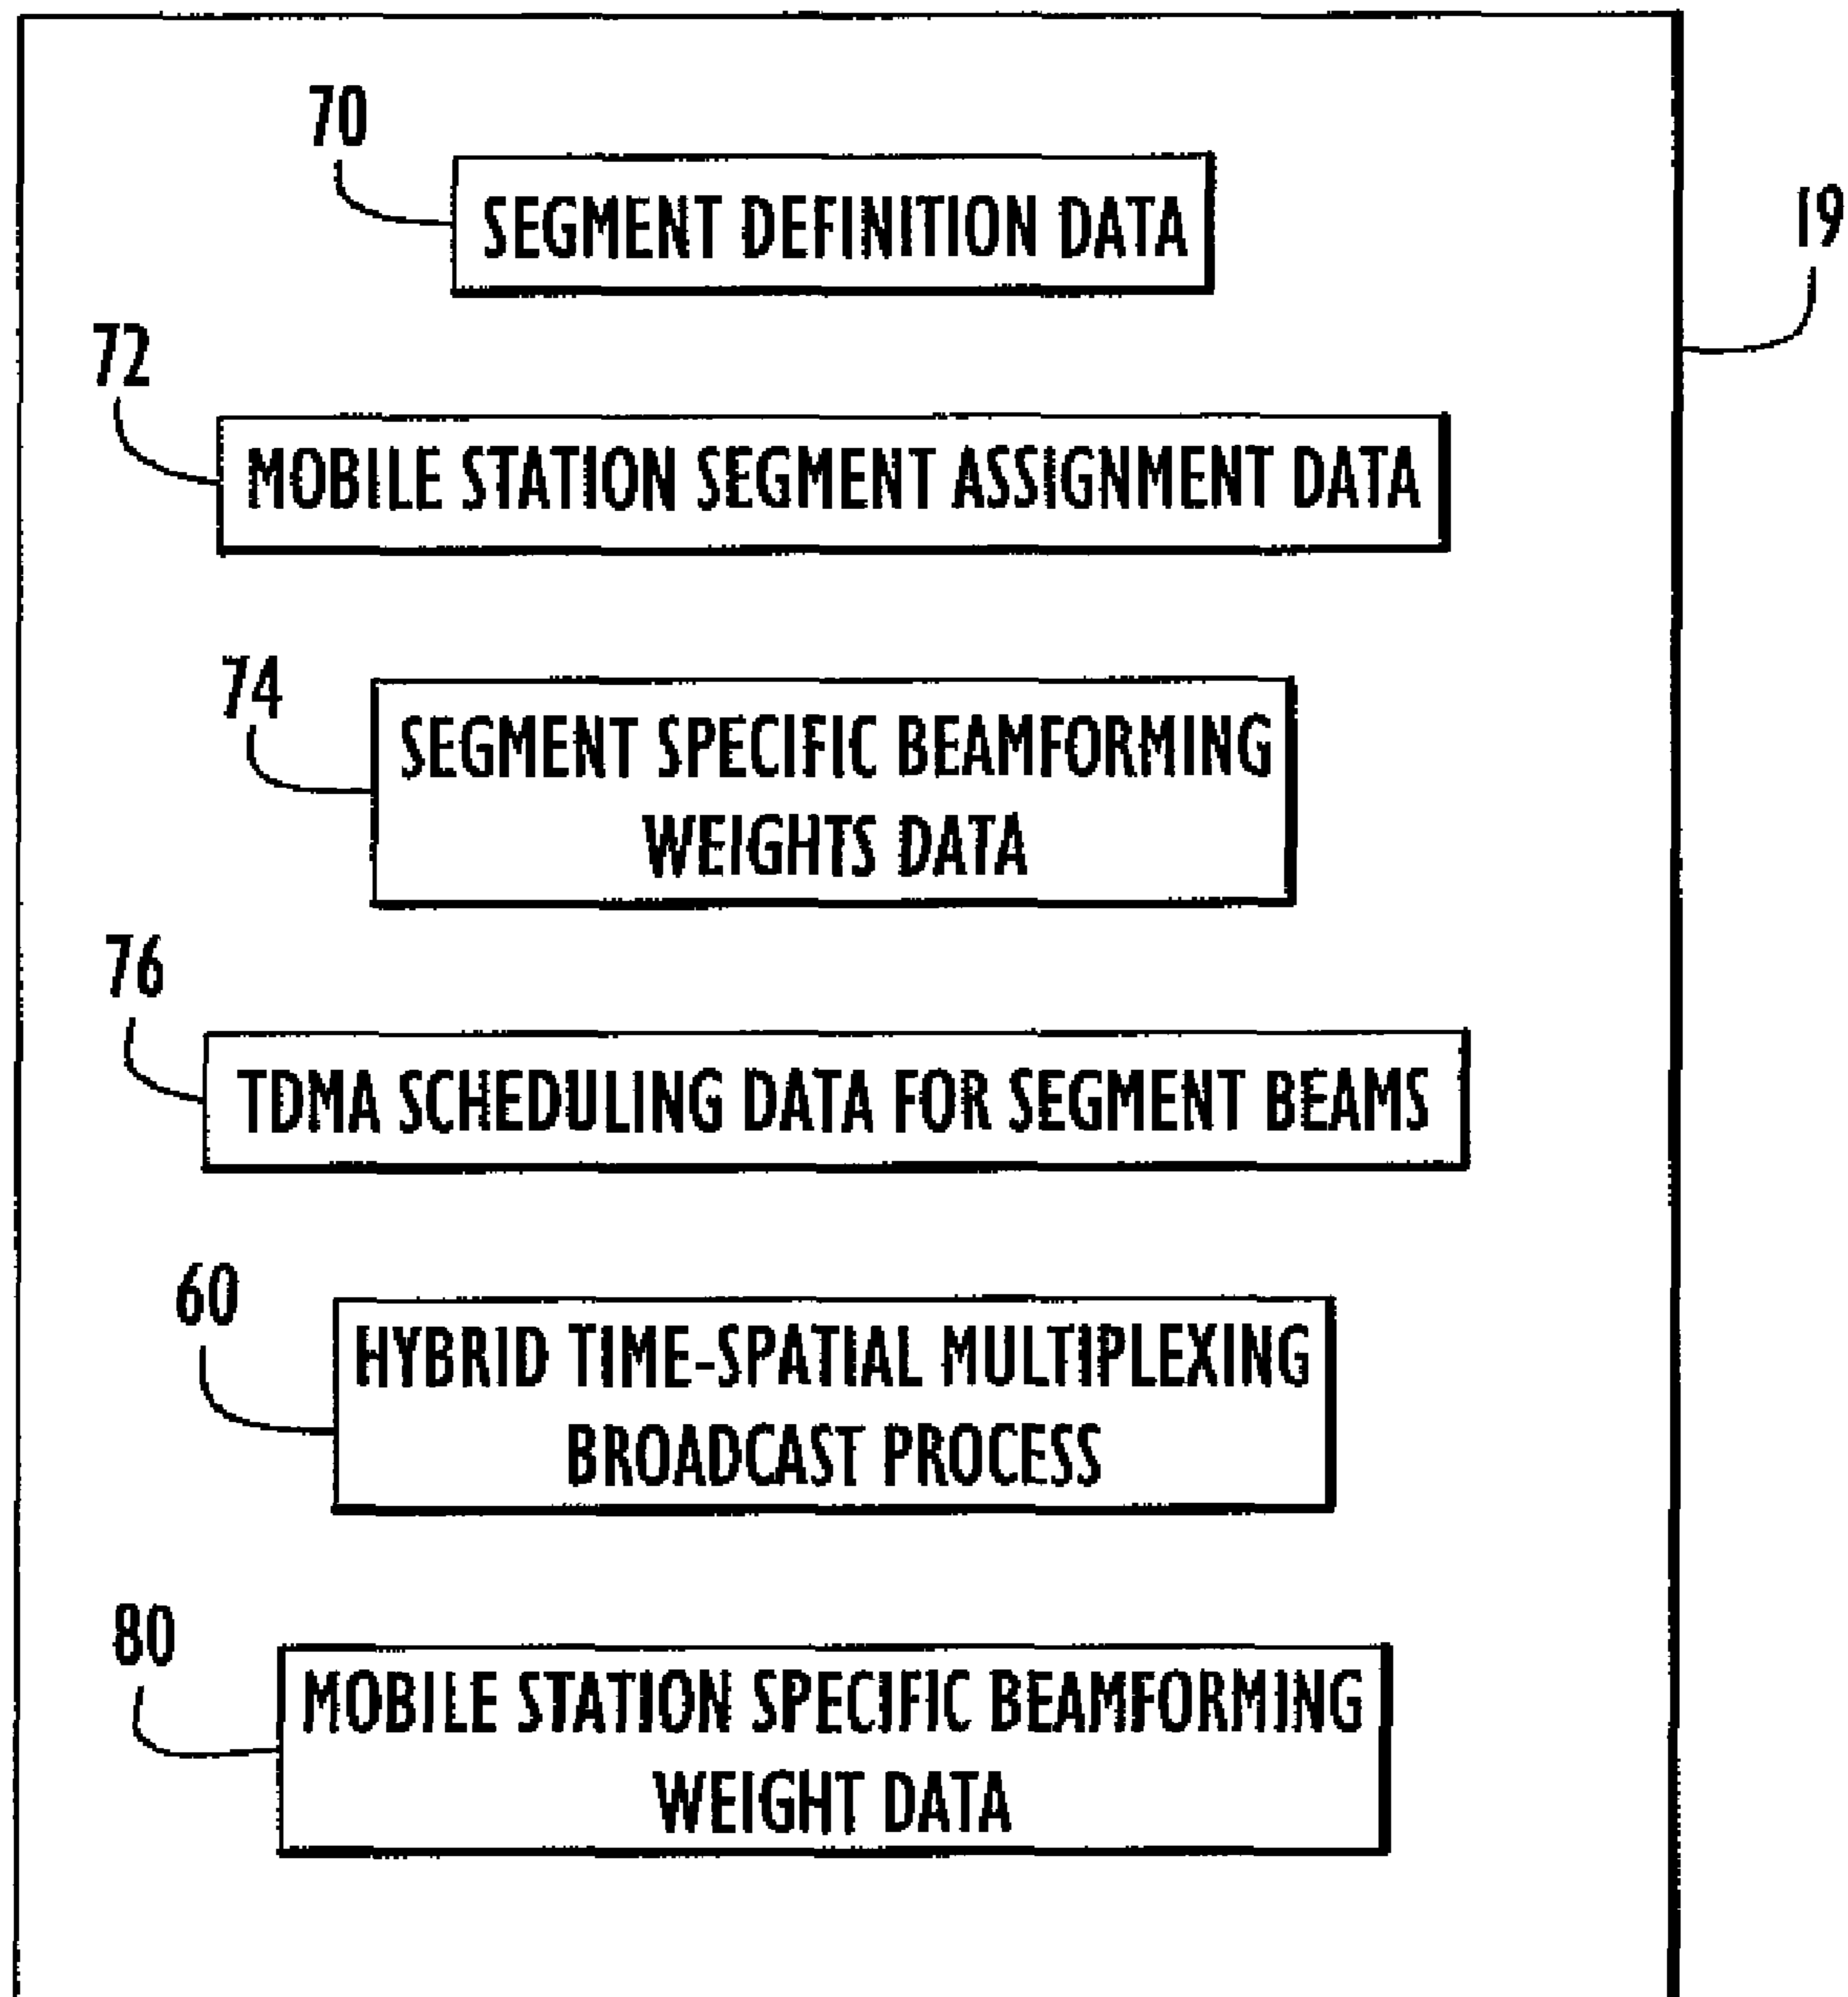 70
SEGMENT DEFINITION DATA
19
72
MOBILE STATION SEGMENT ASSIGNMENT DATA
74
SEGMENT SPECIFIC BEAMFORMING
WEIGHTS DATA
76
TDMA SCHEDULING DATA FOR SEGMENT BEAMS
60
HYBRID TIME-SPATIAL MULTIPLEXING
BROADCAST PROCESS
80
MOBILE STATION SPECIFIC BEAMFORMING
WEIGHT DATA